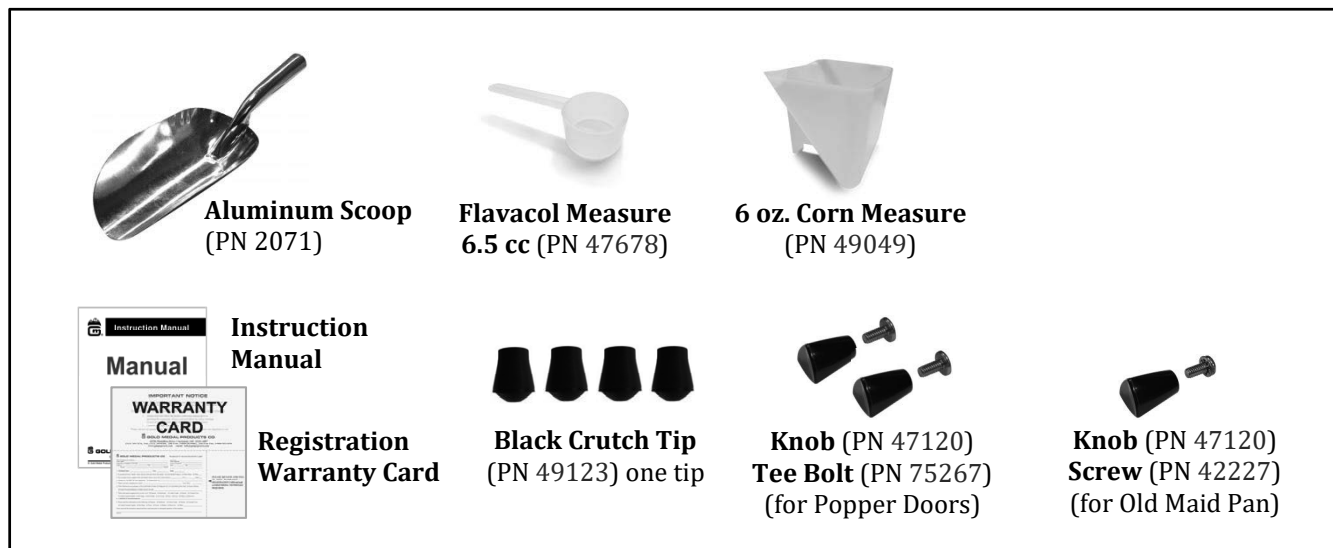 Aluminum Scoop
(PN 2071)
Flavacol Measure
6.5 cc (PN 47678)
6 oz. Corn Measure
(PN 49049)
Instruction Manual
Manual
Instruction
Manual
IMPORTANT NOTICE
WARRANTY
CARD
GOLD MEDAL PRODUCTS CO
Registration
Warranty Card
Black Crutch Tip
(PN 49123) one tip
Knob (PN 47120)
Tee Bolt (PN 75267)
(for Popper Doors)
Knob (PN 47120)
Screw (PN 42227)
(for Old Maid Pan)